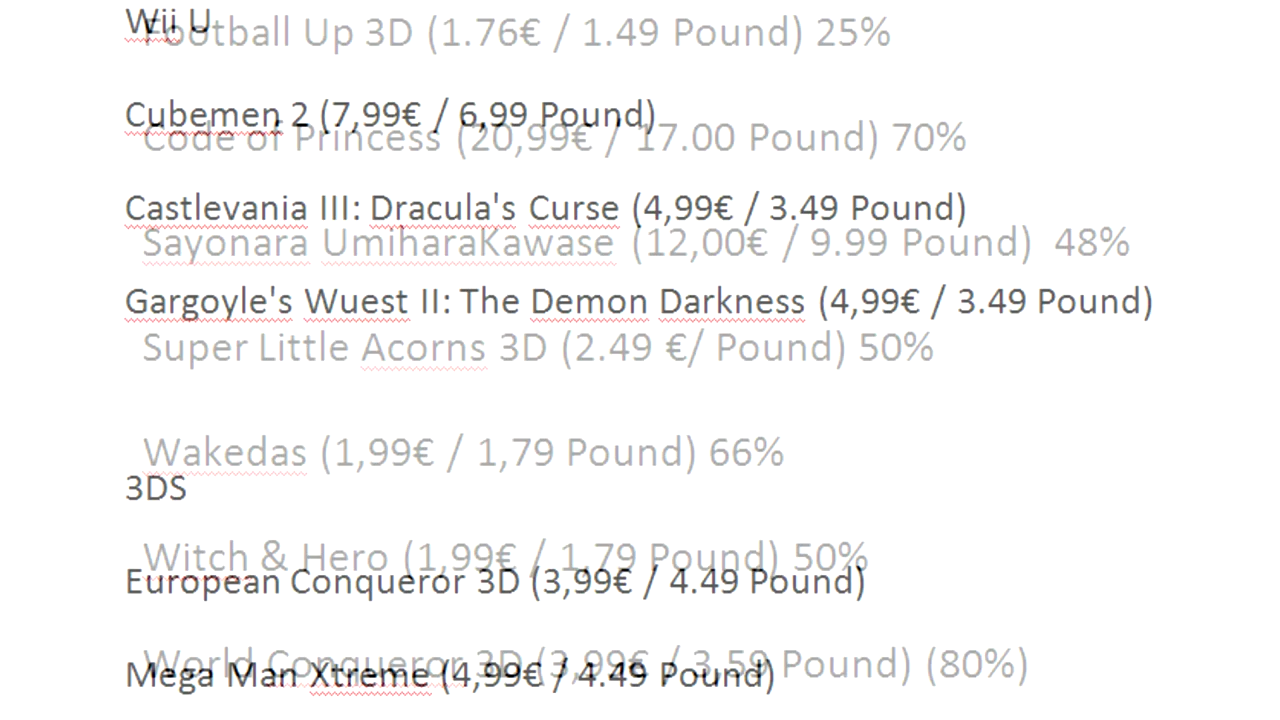 Wii U
Football Up 3D (1.76€ / 1.49 Pound) 25%
Cubemen 2 (7,99€ / 6,99 Pound)
Code of Princess (20,99€ / 17.00 Pound) 70%
Castlevania III: Dracula's Curse (4,99€ / 3.49 Pound)
Sayonara UmiharaKawase (12,00€ / 9.99 Pound) 48%
Gargoyle's Wuest II: The Demon Darkness (4,99€ / 3.49 Pound)
Super Little Acorns 3D (2.49 €/ Pound) 50%
Wakedas (1,99€ / 1,79 Pound) 66%
3DS
Witch & Hero (1,99€ / 1,79 Pound) 50%
European Conqueror 3D (3,99€ / 4.49 Pound)
World Conqueror 3D (3,99€ / 3,59 Pound) (80%)
Mega Man Xtreme (4,99€ / 4.49 Pound)